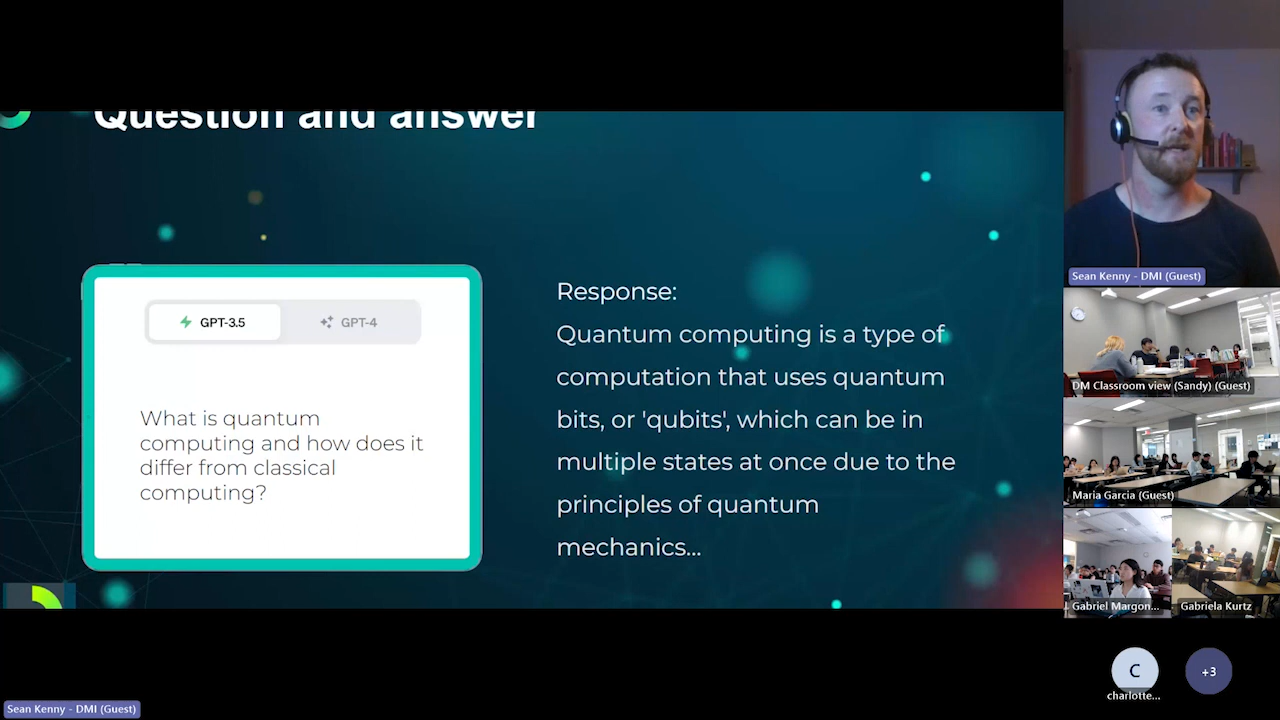 Question and answer
GPT-3.5
GPT-4
What is quantum
computing and how does it
differ from classical
computing?
Response:
Quantum computing is a type of
computation that uses quantum
bits, or 'qubits', which can be in
multiple states at once due to the
principles of quantum
mechanics...
Sean Kenny - DMI (Guest)
DM Classroom view (Sandy) (Guest)
Maria Garcia (Guest)
Gabriel Margon...
Gabriela Kurtz
C
charlotte...
+3
Sean Kenny - DMI (Guest)